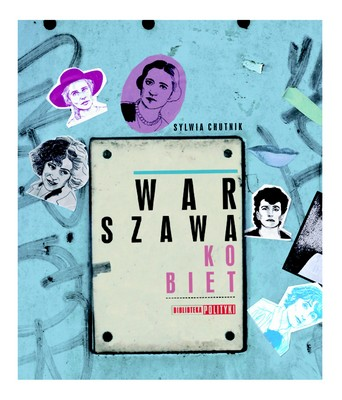 SYLWIA CHUTNIK
WAR
SZAWA
KO
BIET
BIBLIOTEKA POLITYKI